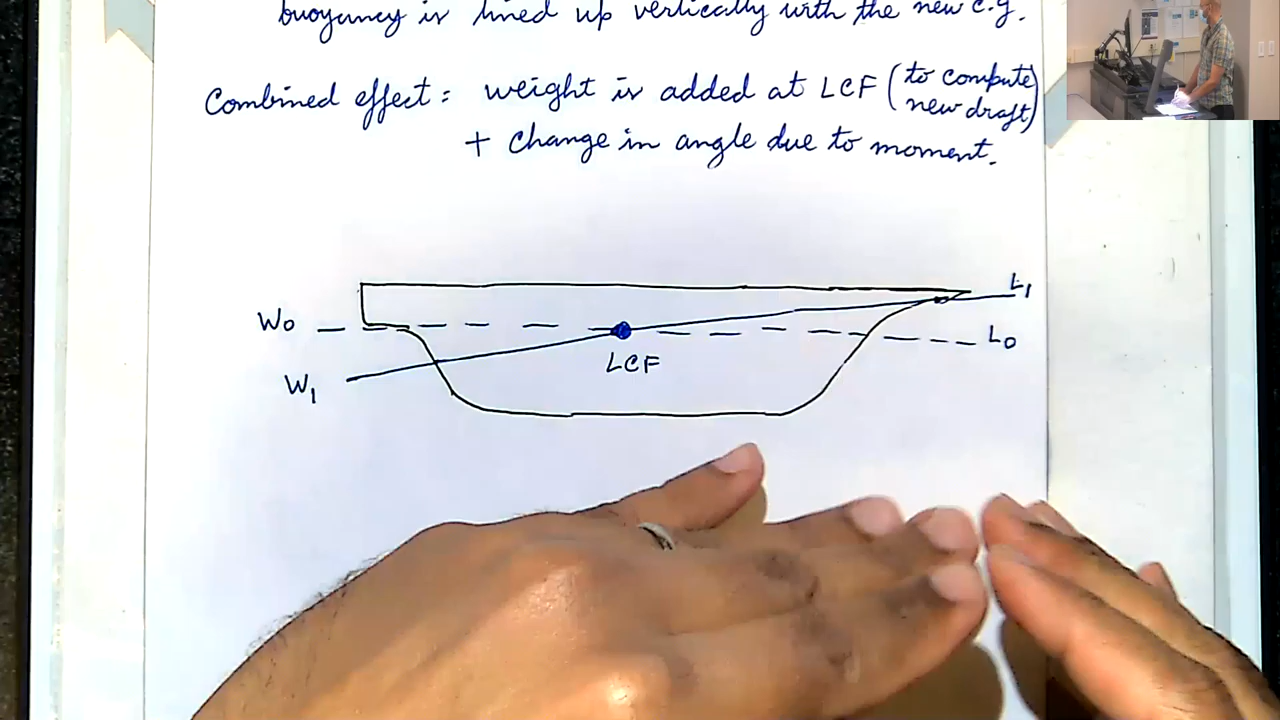 buoyancy is lined up vertically with the new c.g.
Combined effect: weight is added at LCF (to compute new draft)
+ change in angle due to moment.
L1
W0
L0
LCF
W1